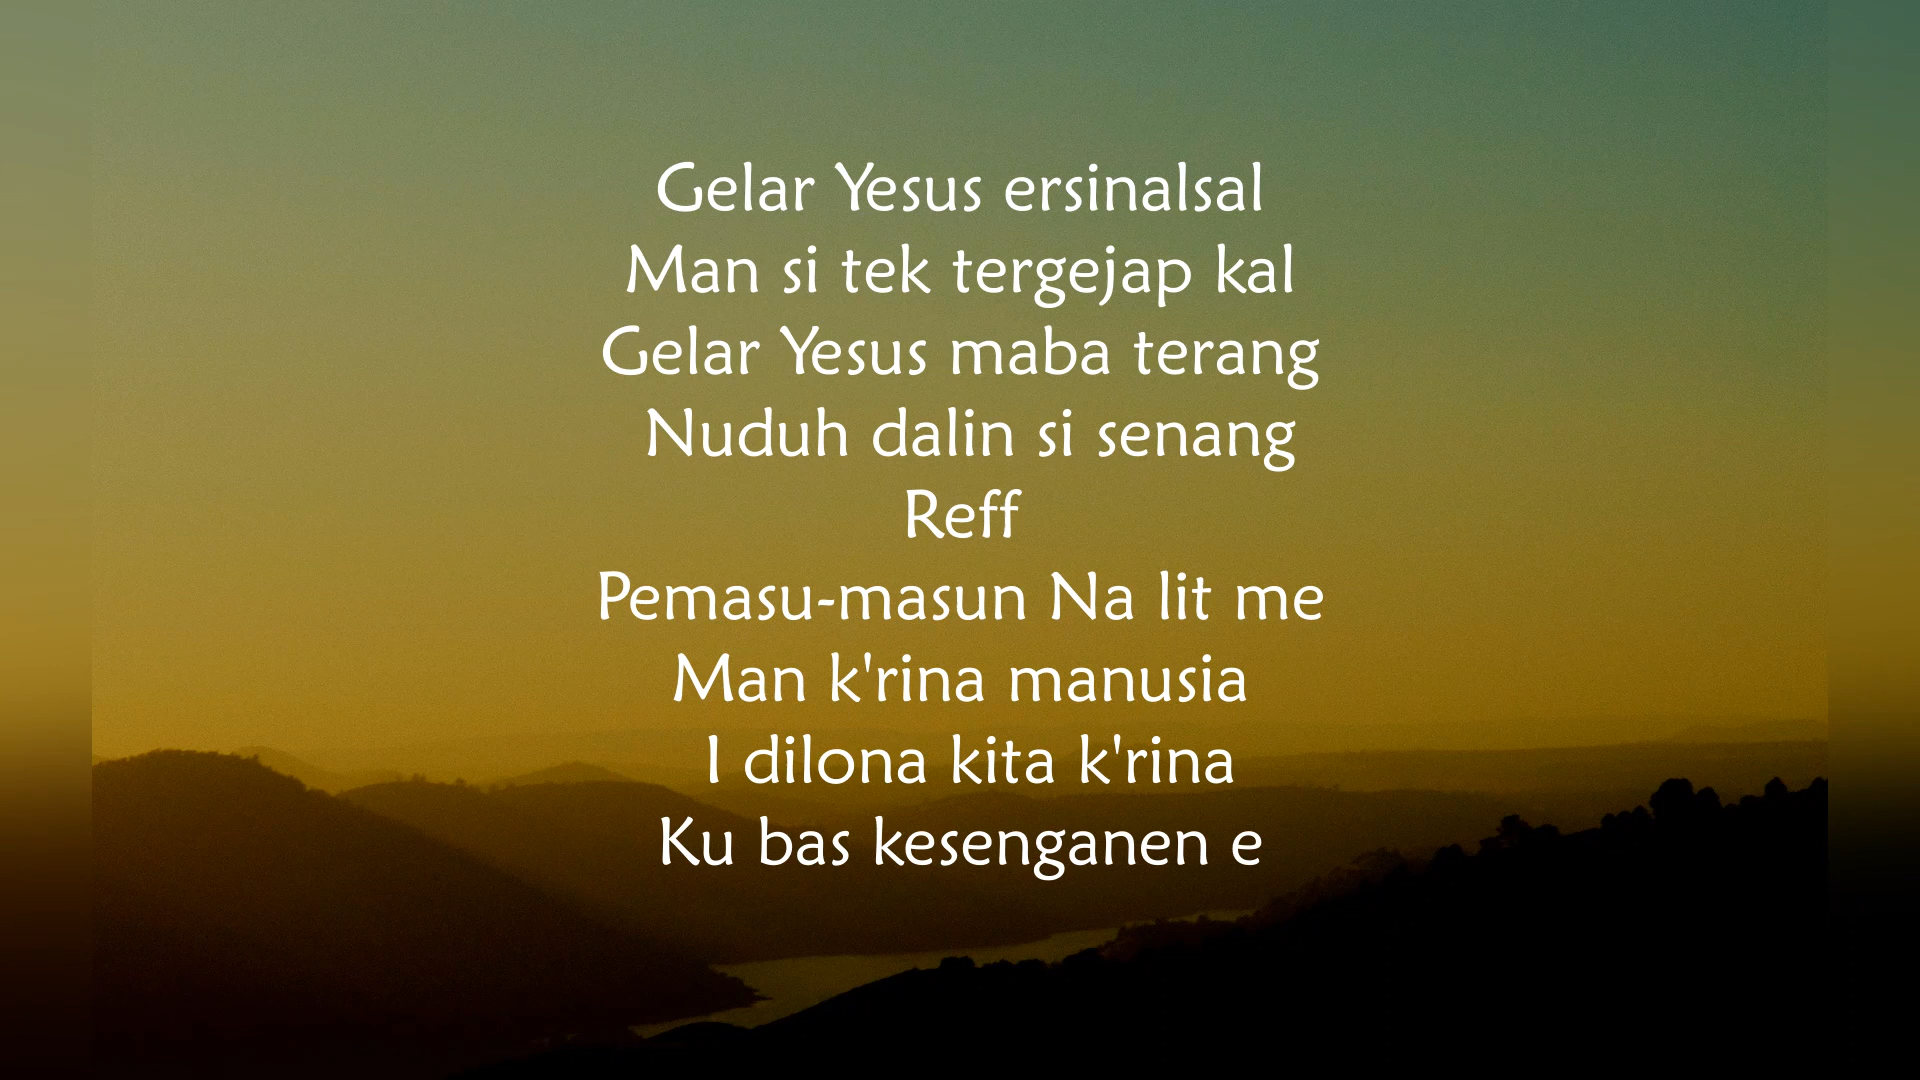 Gelar Yesus ersinalsal
Man si tek tergejap kal
Gelar Yesus maba terang
Nuduh dalin si senang
Reff
Pemasu-masun Na lit me
Man k'rina manusia
I dilona kita k'rina
Ku bas kesenganen e